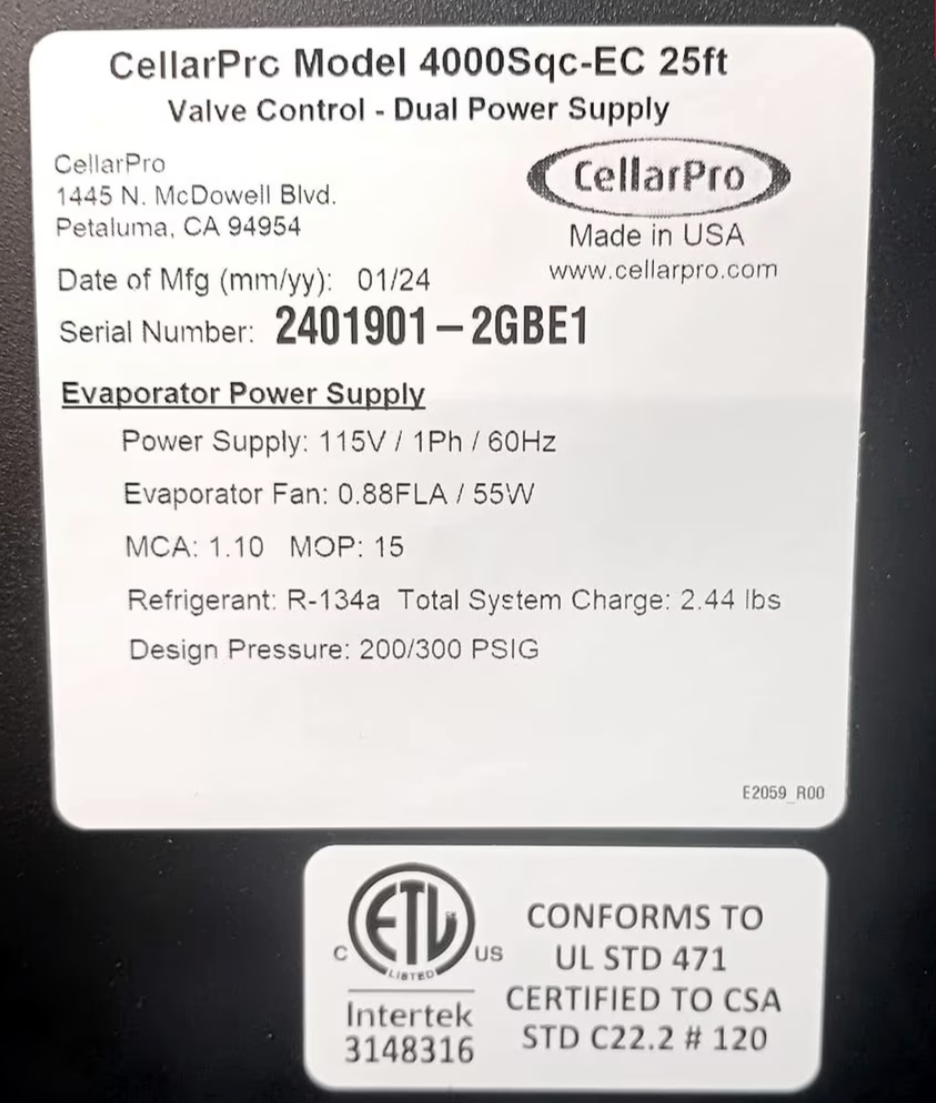 CellarPro Model 4000Sqc-EC 25ft
Valve Control - Dual Power Supply
CellarPro
1445 N. McDowell Blvd.
Petaluma, CA 94954
CellarPro
Made in USA
www.cellarpro.com
Date of Mfg (mm/yy): 01/24
Serial Number: 2401901-2GBE1
Evaporator Power Supply
Power Supply: 115V / 1Ph / 60Hz
Evaporator Fan: 0.88FLA / 55W
MCA: 1.10 MOP: 15
Refrigerant: R-134a Total System Charge: 2.44 lbs
Design Pressure: 200/300 PSIG
E2059_R00
C ETL US
LISTED
Intertek
3148316
CONFORMS TO
UL STD 471
CERTIFIED TO CSA
STD C22.2 # 120